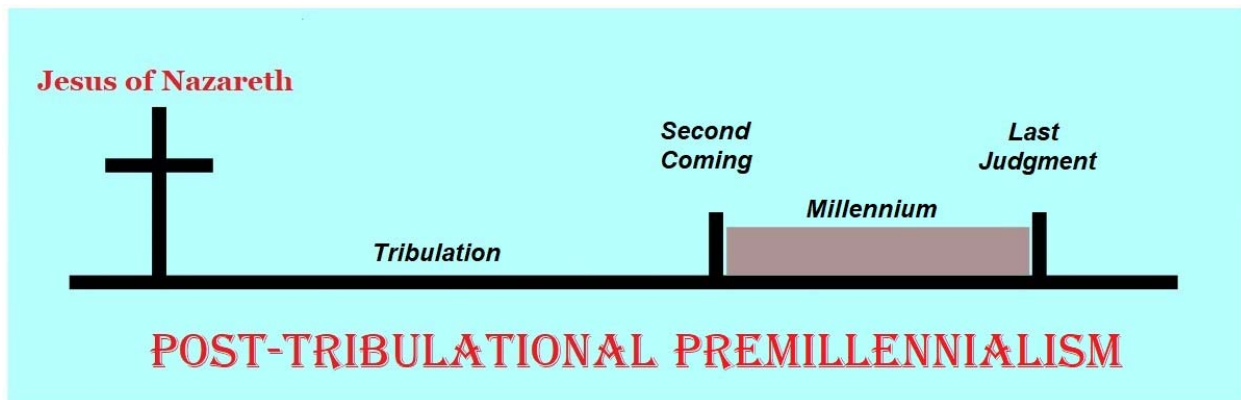 Jesus of Nazareth
Second
Coming
Last
Judgment
Millennium
Tribulation
POST-TRIBULATIONAL PREMILLENNIALISM